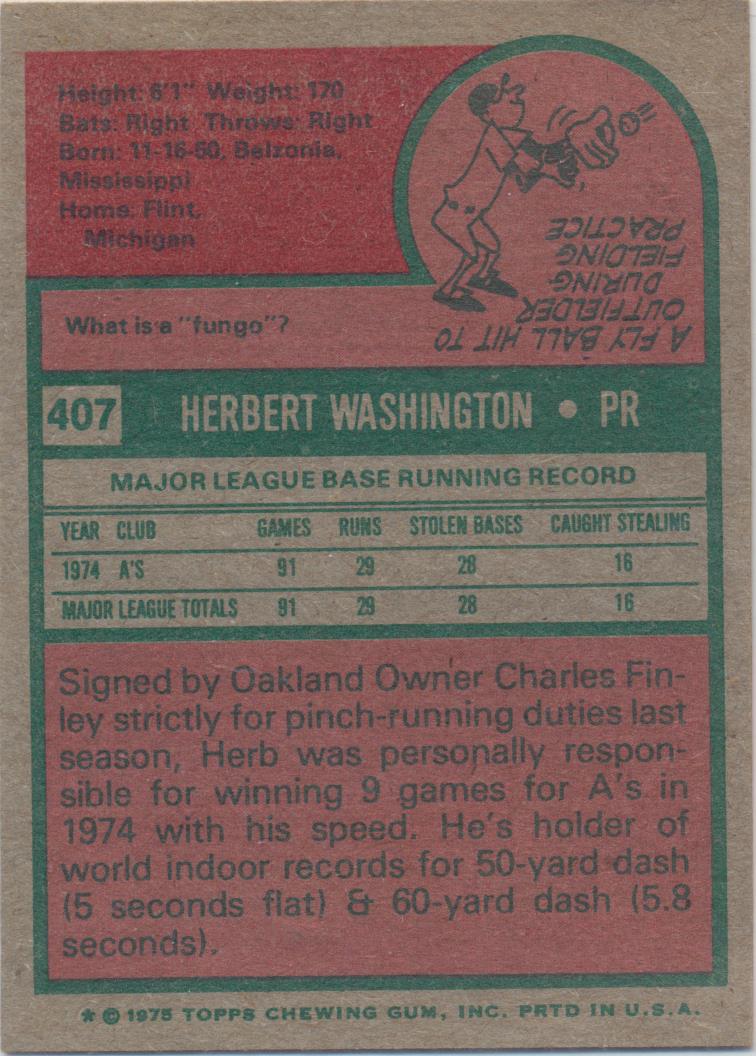 Height: 6'1" Weight: 170
Bats: Right Throws: Right
Born: 11-16-50, Belzonia,
Mississippi
Home: Flint,
Michigan
What is a "fungo"?
A FLY BALL HIT TO
OUTFIELDER
DURING
FIELDING
PRACTICE
407 HERBERT WASHINGTON • PR
MAJOR LEAGUE BASE RUNNING RECORD
YEAR CLUB GAMES RUNS STOLEN BASES CAUGHT STEALING
1974 A'S 91 29 28 16
MAJOR LEAGUE TOTALS 91 29 28 16
Signed by Oakland Owner Charles Fin-
ley strictly for pinch-running duties last
season, Herb was personally respon-
sible for winning 9 games for A's in
1974 with his speed. He's holder of
world indoor records for 50-yard dash
(5 seconds flat) & 60-yard dash (5.8
seconds).
* © 1975 TOPPS CHEWING GUM, INC. PRTD IN U.S.A.